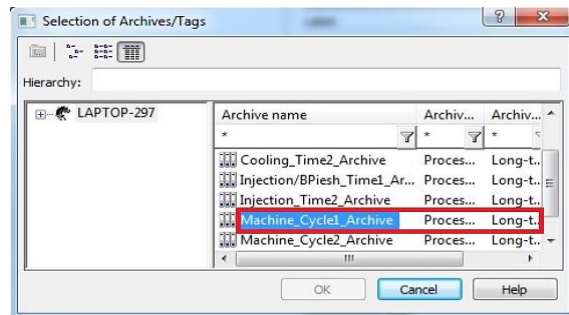 Selection of Archives/Tags
Hierarchy:
LAPTOP-297
Archive name Archiv... Archiv...
* * *
Cooling_Time2_Archive Proces... Long-t..
Injection/BPiesh_Time1_Ar... Proces... Long-t..
Injection_Time2_Archive Proces... Long-t..
Machine_Cycle1_Archive Proces... Long-t..
Machine_Cycle2_Archive Proces... Long-t..
OK Cancel Help